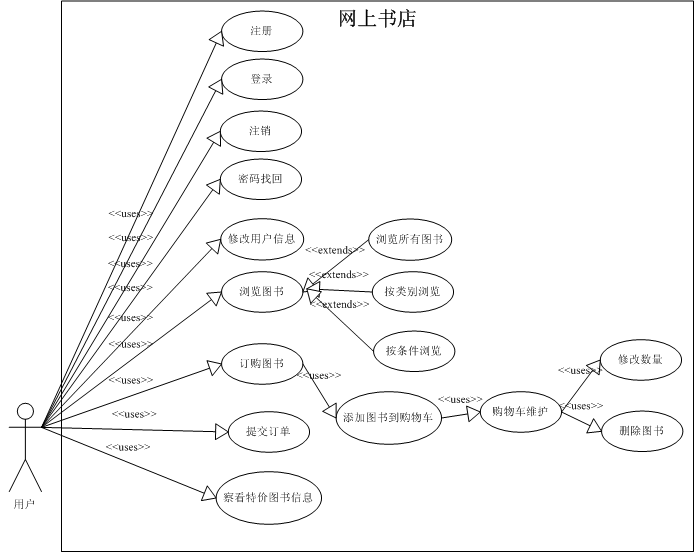 网上书店
注册
登录
注销
密码找回
<<uses>>
<<uses>>
修改用户信息
浏览所有图书
<<extends>>
<<uses>>
<<extends>>
<<uses>>
浏览图书
按类别浏览
<<extends>>
<<uses>>
<<uses>>
按条件浏览
订购图书
修改数量
<<uses>>
<<uses>>
<<uses>>
<<uses>>
<<uses>>
添加图书到购物车
购物车维护
<<uses>>
提交订单
删除图书
<<uses>>
察看特价图书信息
用户